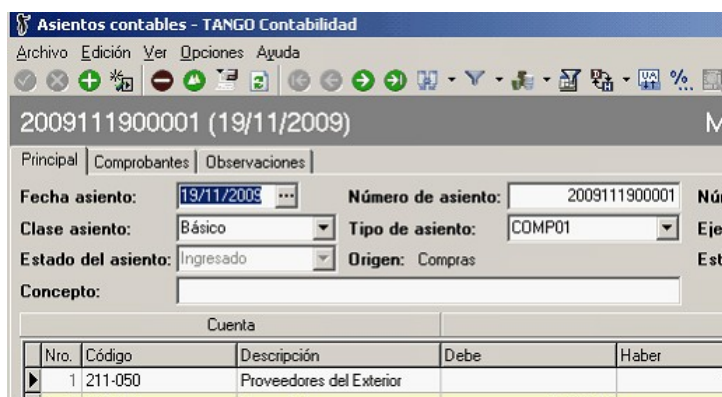 Asientos contables - TANGO Contabilidad
Archivo Edición Ver Opciones Ayuda
2009111900001 (19/11/2009)
Principal Comprobantes Observaciones
Fecha asiento: 19/11/2009 ... Número de asiento: 2009111900001
Clase asiento: Básico Tipo de asiento: COMP01
Estado del asiento: Ingresado Origen: Compras
Concepto:
Cuenta
Nro. Código Descripción Debe Haber
1 211-050 Proveedores del Exterior